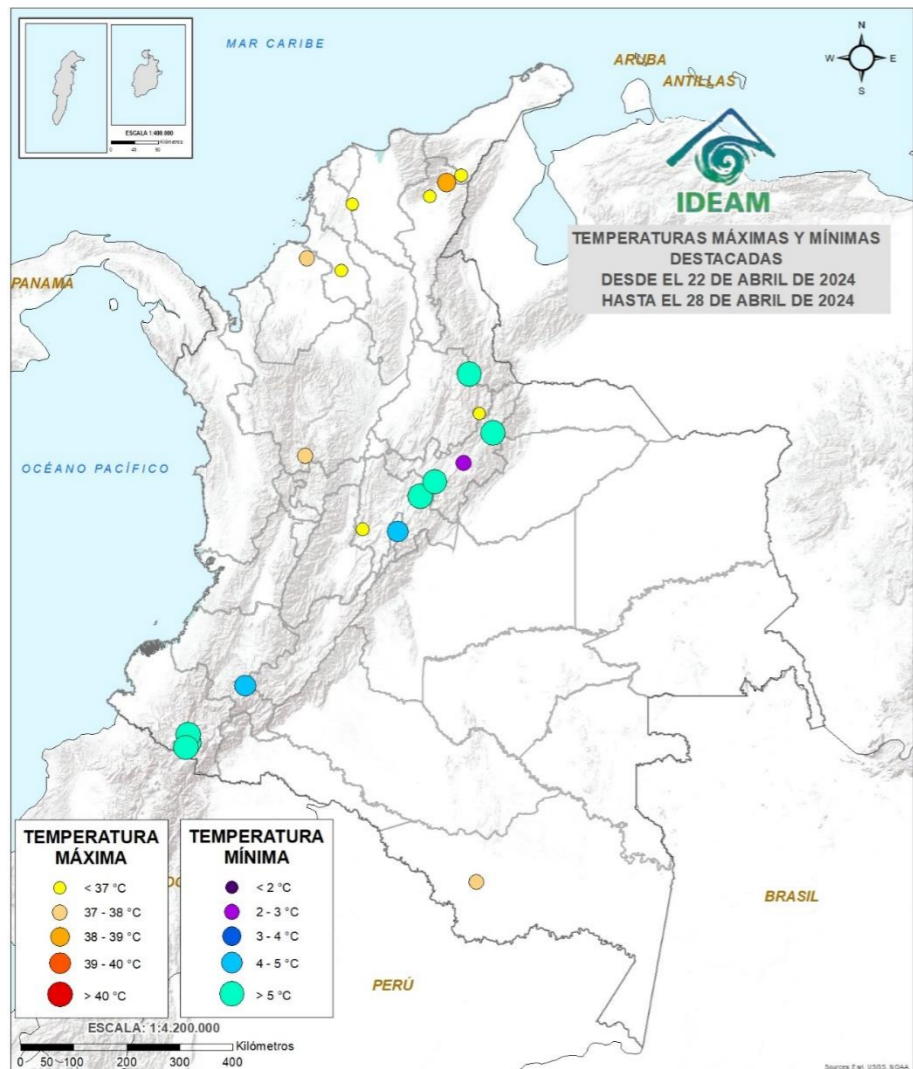 MAR CARIBE
N
W
E
S
ARUBA
ANTILLAS
ESCALA 1:400.000
Kilómetros
IDEAM
TEMPERATURAS MÁXIMAS Y MÍNIMAS
DESTACADAS
DESDE EL 22 DE ABRIL DE 2024
HASTA EL 28 DE ABRIL DE 2024
PANAMÁ
OCÉANO PACÍFICO
TEMPERATURA
MÁXIMA
< 37 °C
37 - 38 °C
38 - 39 °C
39 - 40 °C
> 40 °C
TEMPERATURA
MÍNIMA
< 2 °C
2 - 3 °C
3 - 4 °C
4 - 5 °C
> 5 °C
BRASIL
PERÚ
ESCALA: 1:4.200.000
0 50 100 200 300 400 Kilómetros